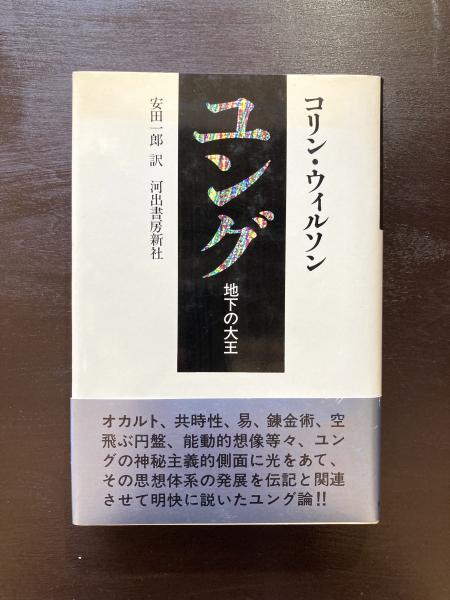 コリン・ウィルソン
ユング
地下の大王
安田一郎 訳 河出書房新社
オカルト、共時性、易、錬金術、空
飛ぶ円盤、能動的想像等々、ユン
グの神秘主義的側面に光をあて、
その思想体系の発展を伝記と関連
させて明快に説いたユング論!!